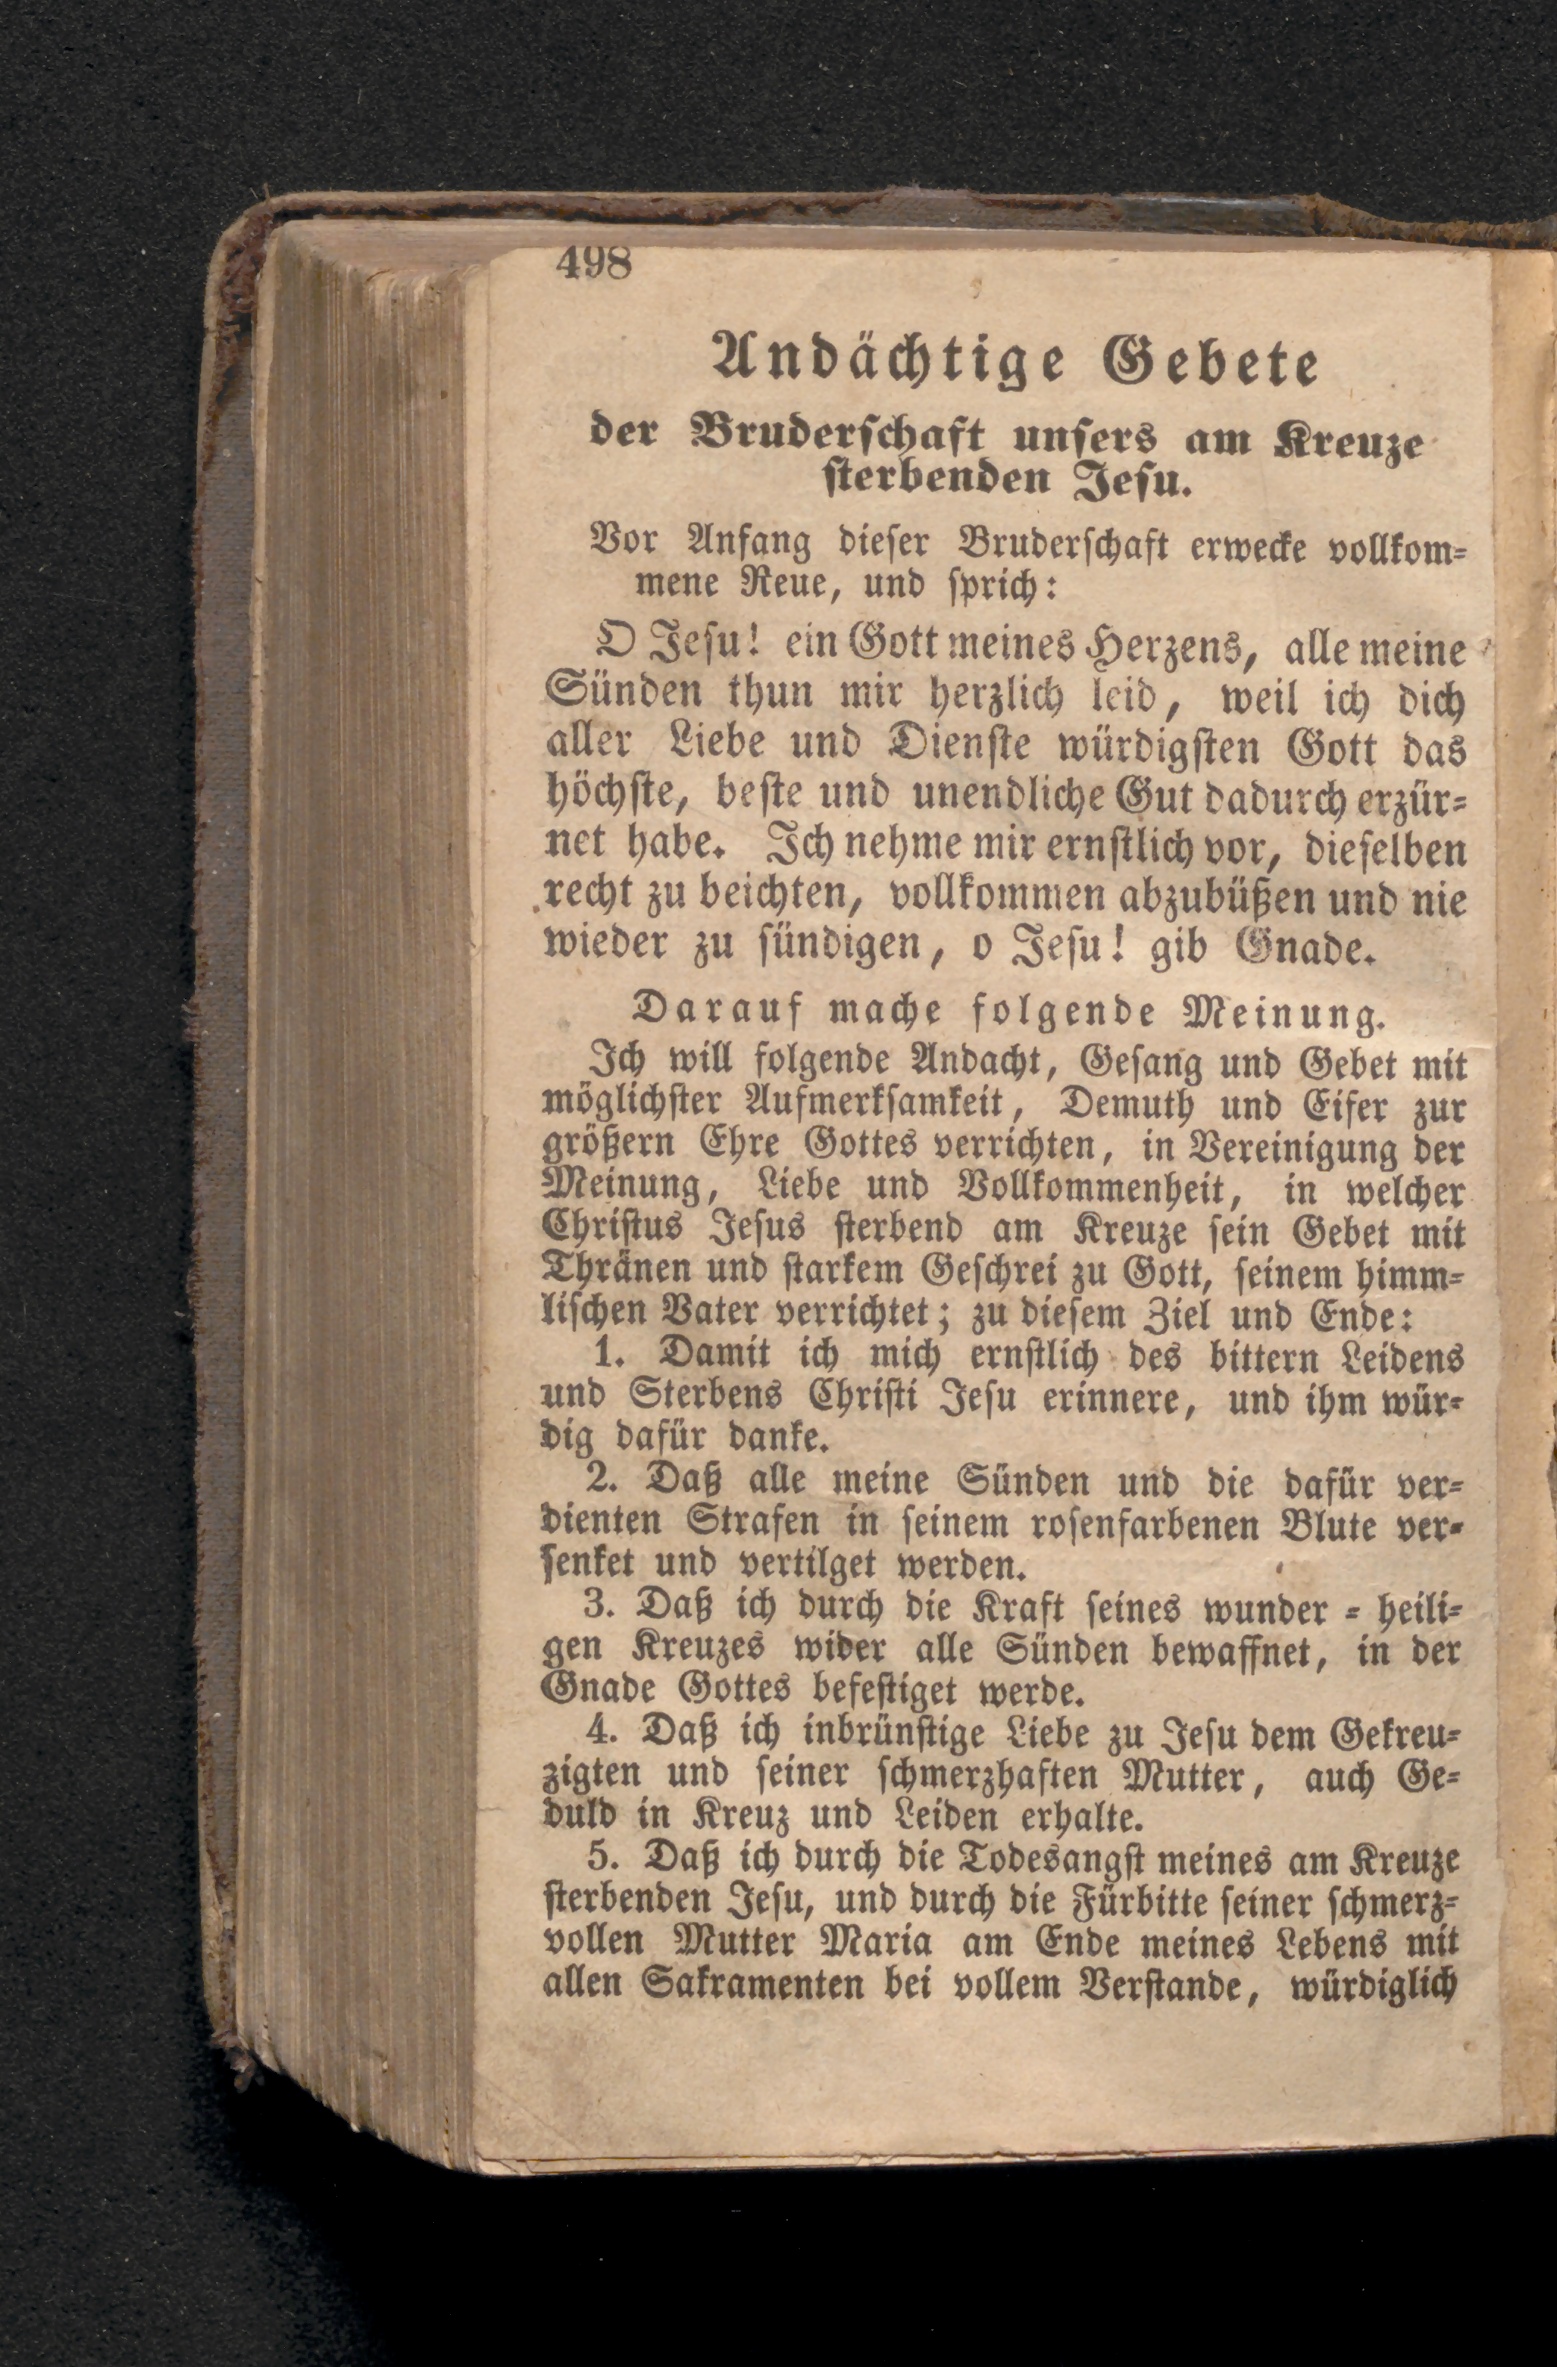 498
Andächtige Gebete
der Bruderschaft unsers am Kreuze
sterbenden Jesu.
Vor Anfang dieser Bruderschaft erwecke vollkom-
mene Reue, und sprich:
O Jesu! ein Gott meines Herzens, alle meine
Sünden thun mir herzlich leid, weil ich dich
aller Liebe und Dienste würdigsten Gott das
höchste, beste und unendliche Gut dadurch erzür-
net habe. Ich nehme mir ernstlich vor, dieselben
recht zu beichten, vollkommen abzubüßen und nie
wieder zu sündigen, o Jesu! gib Gnade.
Darauf mache folgende Meinung.
Ich will folgende Andacht, Gesang und Gebet mit
möglichster Aufmerksamkeit, Demuth und Eifer zur
größern Ehre Gottes verrichten, in Vereinigung der
Meinung, Liebe und Vollkommenheit, in welcher
Christus Jesus sterbend am Kreuze sein Gebet mit
Thränen und starkem Geschrei zu Gott, seinem himm-
lischen Vater verrichtet; zu diesem Ziel und Ende:
1. Damit ich mich ernstlich des bittern Leidens
und Sterbens Christi Jesu erinnere, und ihm wür-
dig dafür danke.
2. Daß alle meine Sünden und die dafür ver-
dienten Strafen in seinem rosenfarbenen Blute ver-
senket und vertilget werden.
3. Daß ich durch die Kraft seines wunder - heili-
gen Kreuzes wider alle Sünden bewaffnet, in der
Gnade Gottes befestiget werde.
4. Daß ich inbrünstige Liebe zu Jesu dem Gekreu-
zigten und seiner schmerzhaften Mutter, auch Ge-
duld in Kreuz und Leiden erhalte.
5. Daß ich durch die Todesangst meines am Kreuze
sterbenden Jesu, und durch die Fürbitte seiner schmerz-
vollen Mutter Maria am Ende meines Lebens mit
allen Sakramenten bei vollem Verstande, würdiglich